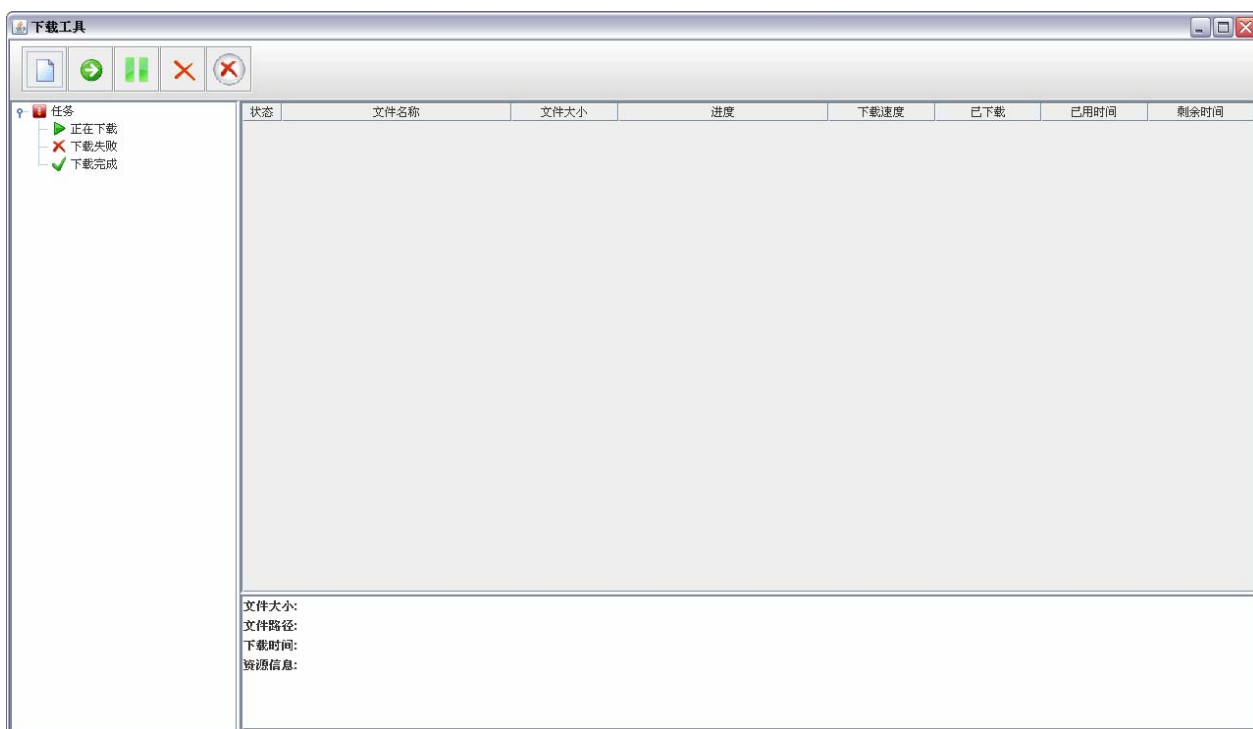 下载工具
任务
正在下载
下载失败
下载完成
状态 文件名称 文件大小 进度 下载速度 已下载 已用时间 剩余时间
文件大小:
文件路径:
下载时间:
资源信息: